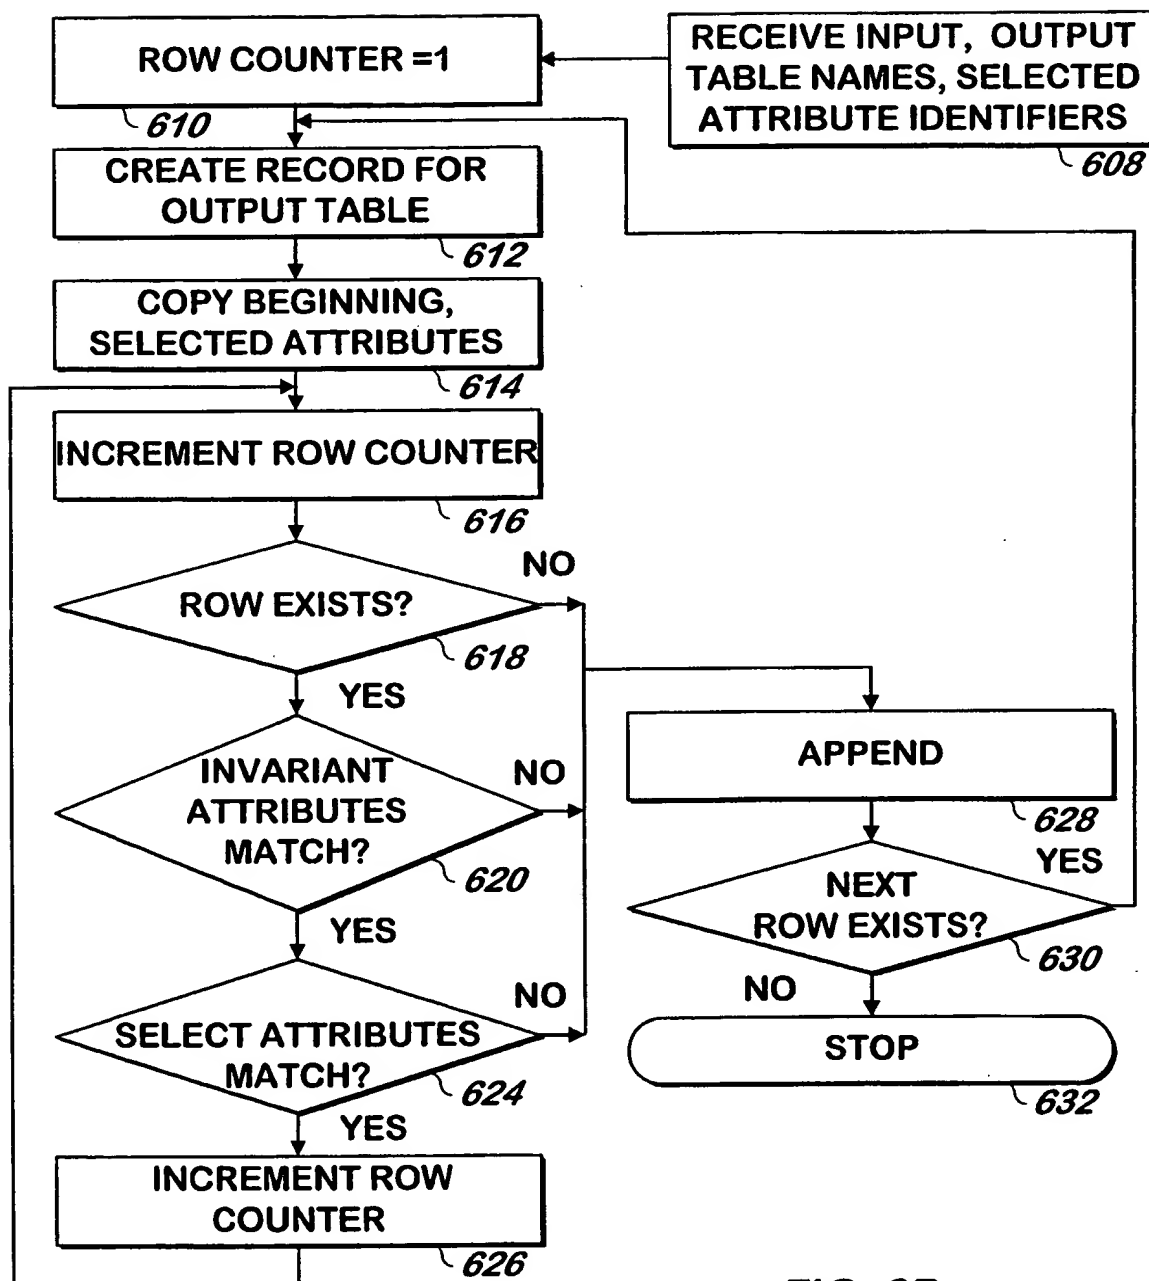 ROW COUNTER =1
610
RECEIVE INPUT, OUTPUT
TABLE NAMES, SELECTED
ATTRIBUTE IDENTIFIERS
608
CREATE RECORD FOR
OUTPUT TABLE
612
COPY BEGINNING,
SELECTED ATTRIBUTES
614
INCREMENT ROW COUNTER
616
ROW EXISTS?
NO
618
YES
INVARIANT
ATTRIBUTES
MATCH?
NO
620
YES
SELECT ATTRIBUTES
MATCH?
NO
624
YES
INCREMENT ROW
COUNTER
626
APPEND
628
NEXT
ROW EXISTS?
YES
630
NO
STOP
632